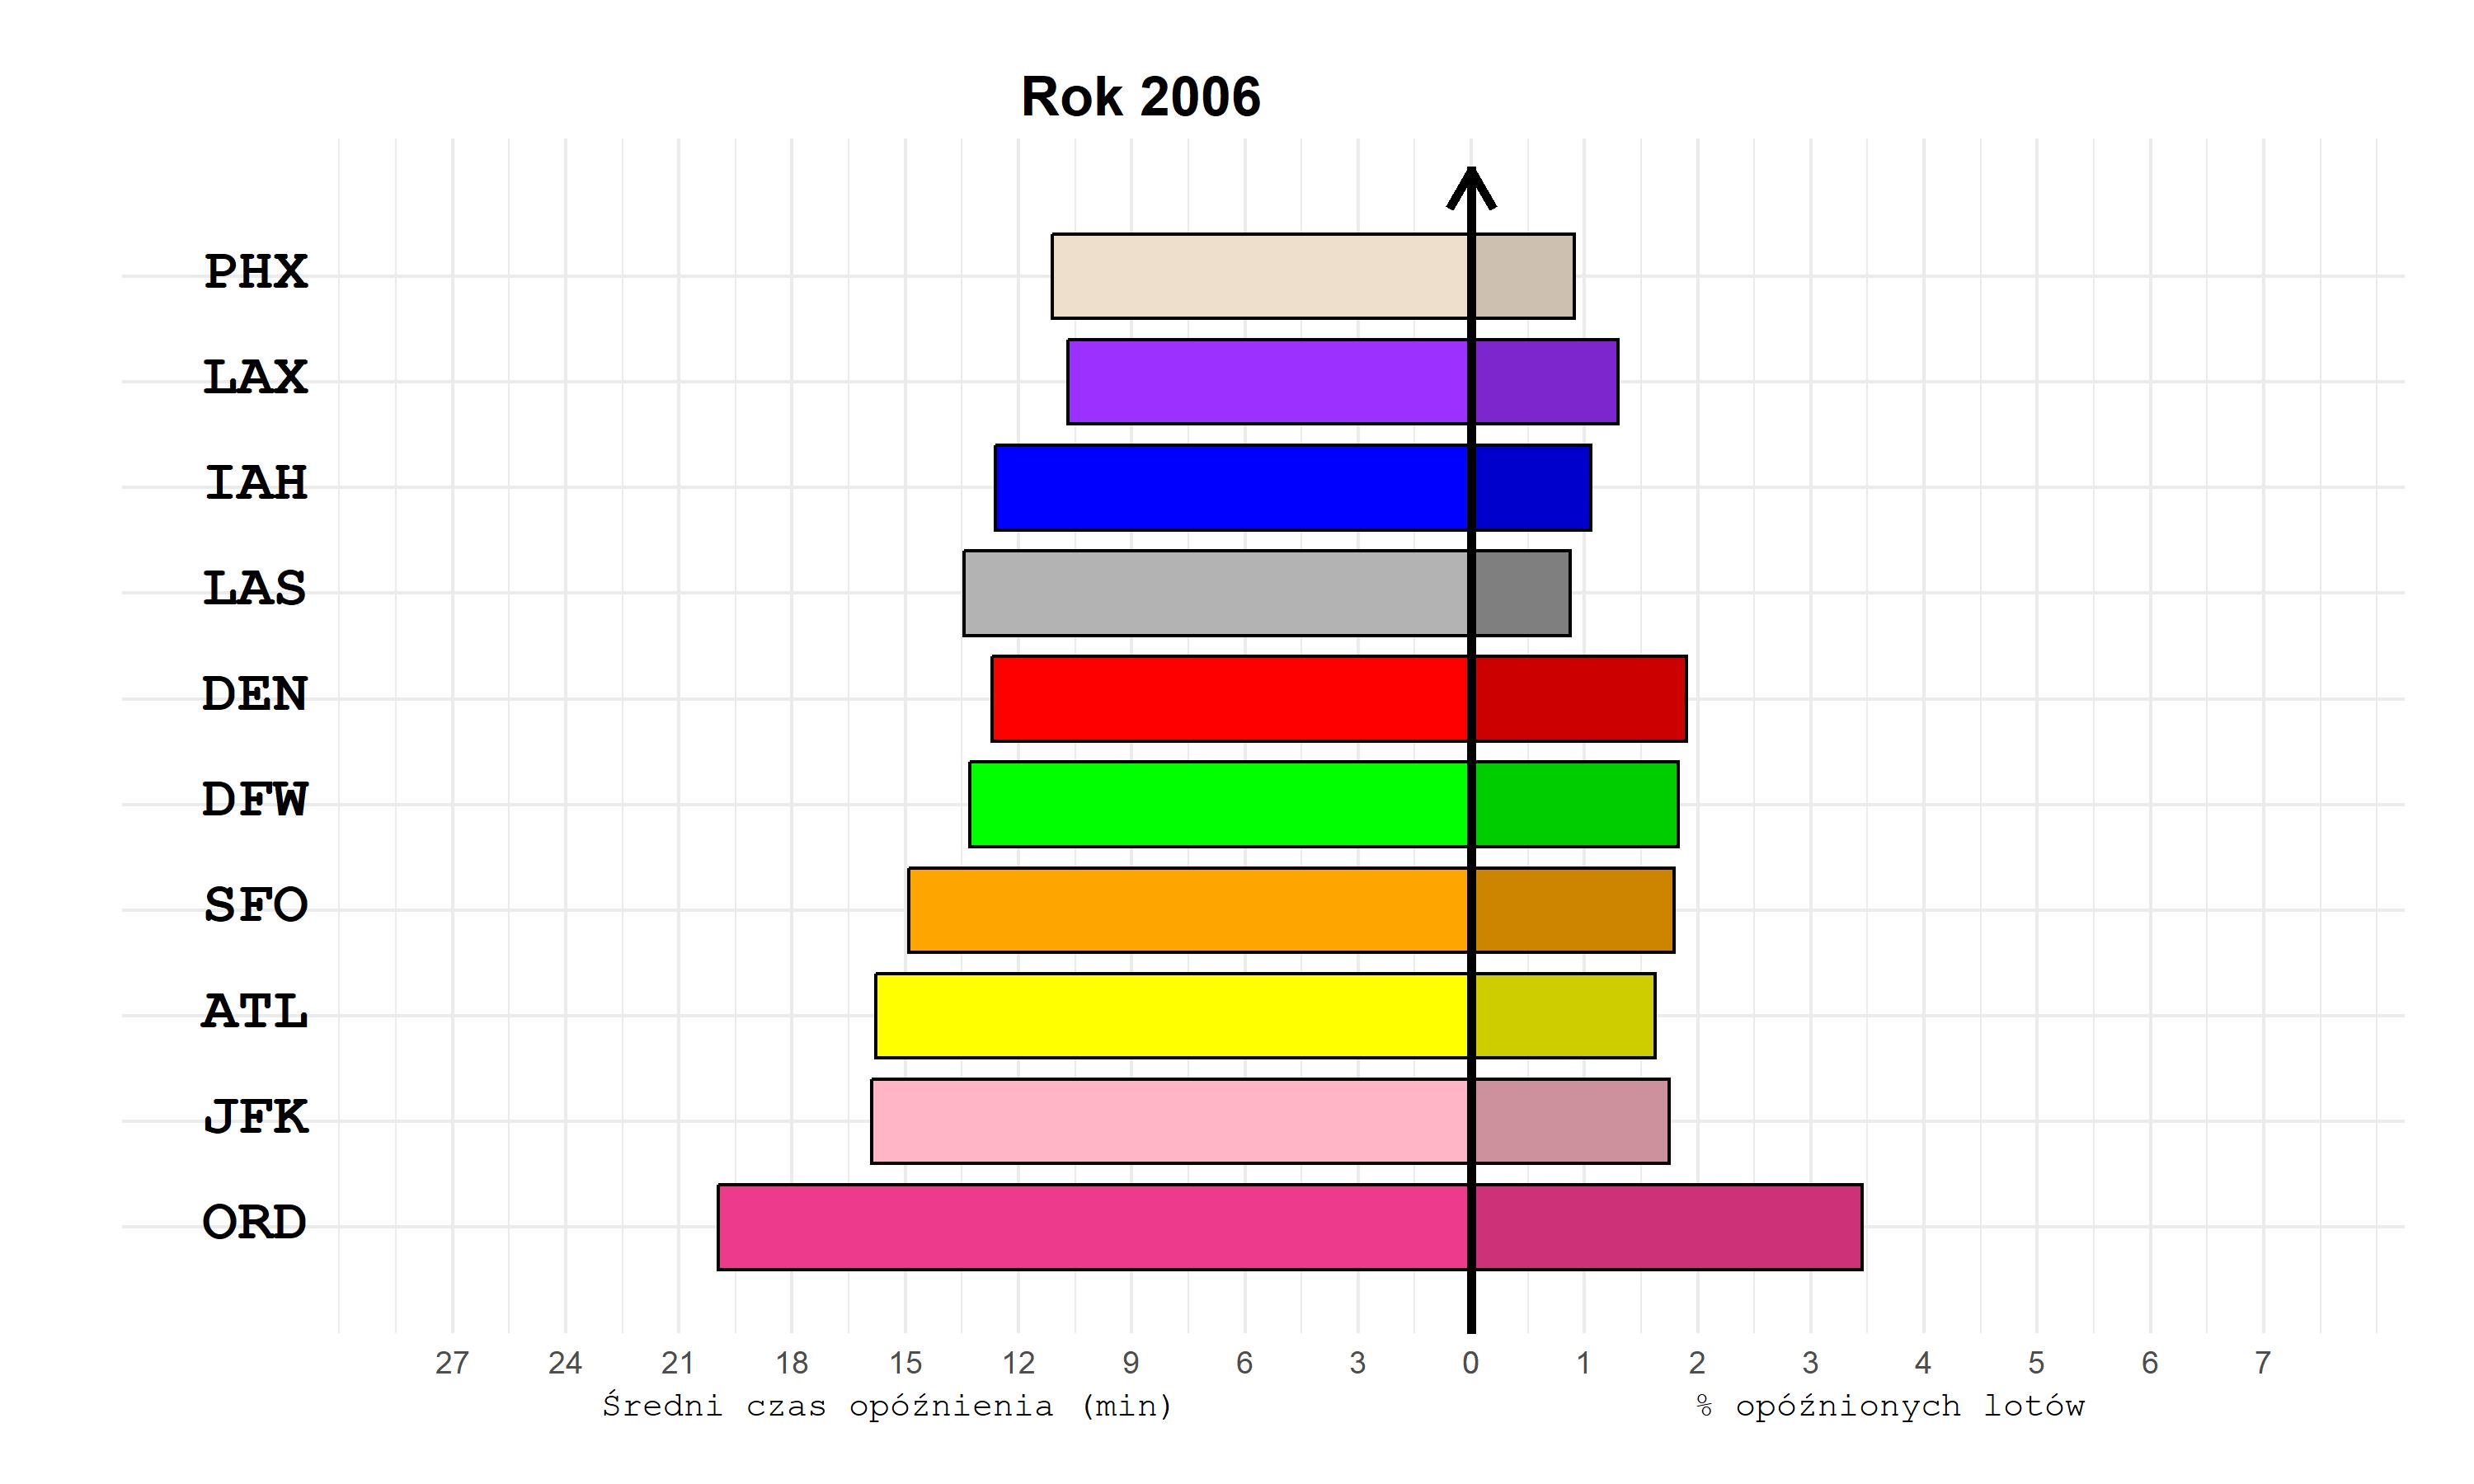 Rok 2006
PHX
LAX
IAH
LAS
DEN
DFW
SFO
ATL
JFK
ORD
27 24 21 18 15 12 9 6 3 0 1 2 3 4 5 6 7
Średni czas opóźnienia (min) % opóźnionych lotów